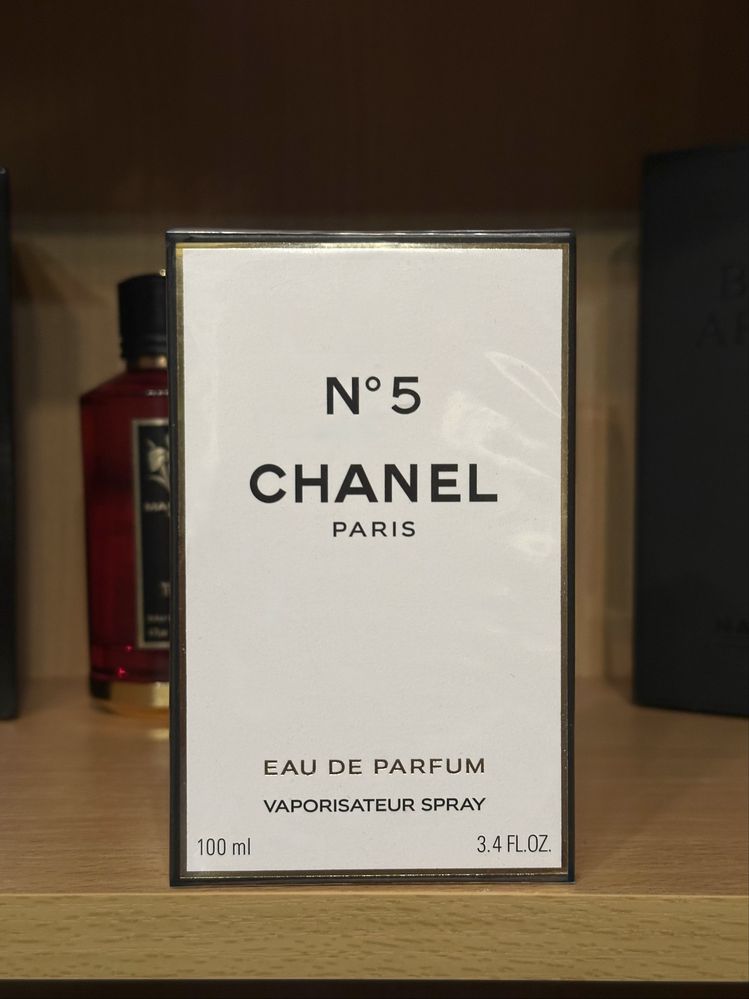 N°5
CHANEL
PARIS
EAU DE PARFUM
VAPORISATEUR SPRAY
100 ml 3.4 FL.OZ.